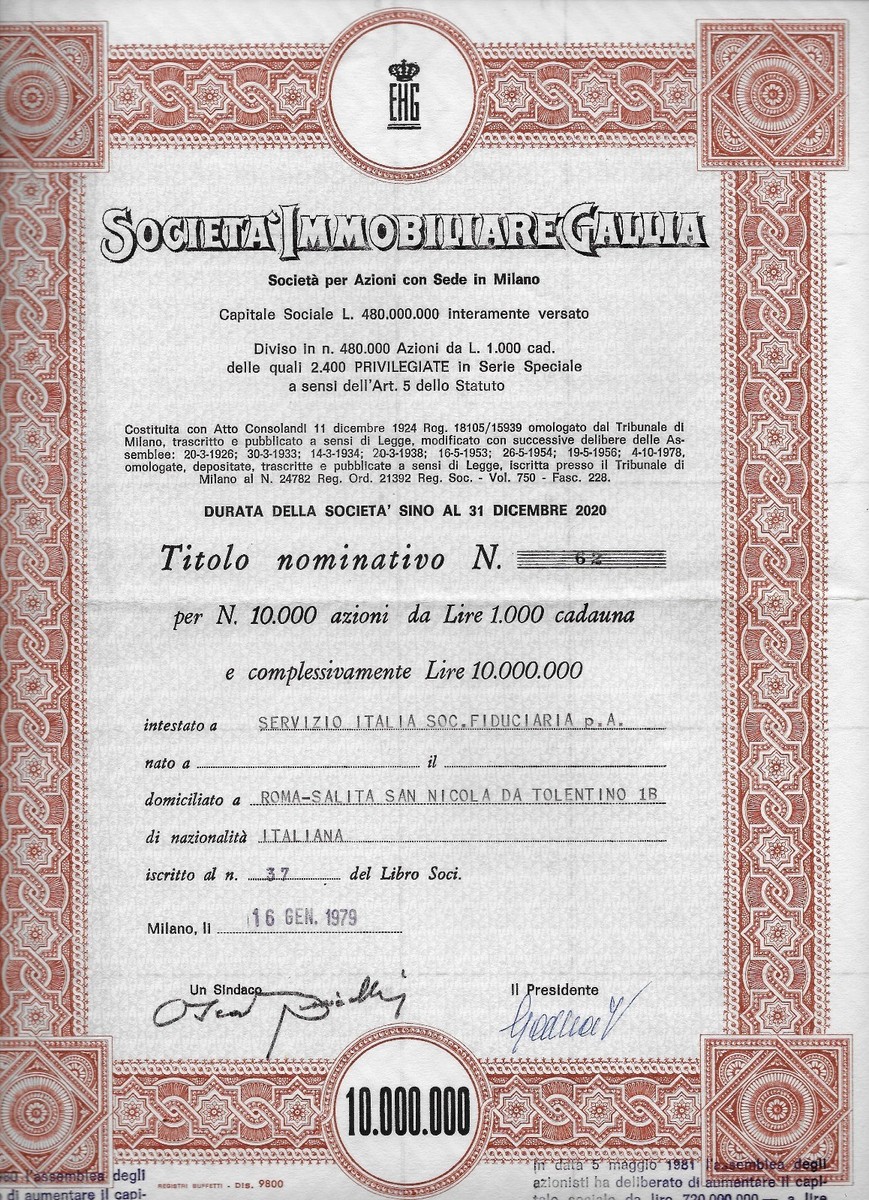 EHG
SOCIETA' IMMOBILIARE GALLIA
Società per Azioni con Sede in Milano
Capitale Sociale L. 480.000.000 interamente versato
Diviso in n. 480.000 Azioni da L. 1.000 cad.
delle quali 2.400 PRIVILEGIATE in Serie Speciale
a sensi dell'Art. 5 dello Statuto
Costituita con Atto Consolandi 11 dicembre 1924 Rog. 18105/15939 omologato dal Tribunale di
Milano, trascritto e pubblicato a sensi di Legge, modificato con successive delibere delle As-
semblee: 20-3-1926; 30-3-1933; 14-3-1934; 20-3-1938; 16-5-1953; 26-5-1954; 19-5-1956; 4-10-1978,
omologate, depositate, trascritte e pubblicate a sensi di Legge, iscritta presso il Tribunale di
Milano al N. 24782 Reg. Ord. 21392 Reg. Soc. - Vol. 750 - Fasc. 228.
DURATA DELLA SOCIETA' SINO AL 31 DICEMBRE 2020
Titolo nominativo N. 62
per N. 10.000 azioni da Lire 1.000 cadauna
e complessivamente Lire 10.000.000
intestato a SERVIZIO ITALIA SOC.FIDUCIARIA p.A.
nato a il
domiciliato a ROMA-SALITA SAN NICOLA DA TOLENTINO 1B
di nazionalità ITALIANA
iscritto al n. 37 del Libro Soci.
Milano, lì 16 GEN. 1979
Un Sindaco Il Presidente
10.000.000
l'assemblea degli
di aumentare il capi-
REGISTRI BUFFETTI - DIS. 9800
In data 5 maggio 1981 l'assemblea degli
azionisti ha deliberato di aumentare il capi-
tale sociale da lire 720.000.000.= a lire